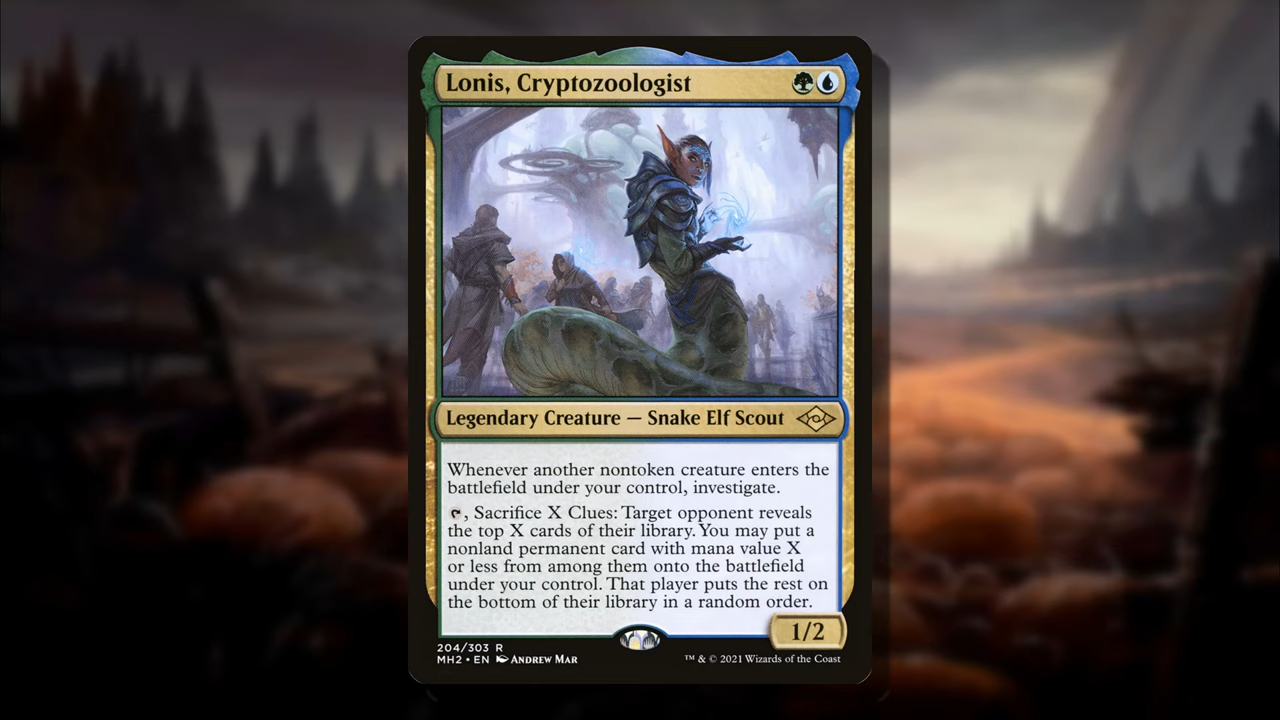 Lonis, Cryptozoologist
Legendary Creature — Snake Elf Scout
Whenever another nontoken creature enters the
battlefield under your control, investigate.
, Sacrifice X Clues: Target opponent reveals
the top X cards of their library. You may put a
nonland permanent card with mana value X
or less from among them onto the battlefield
under your control. That player puts the rest on
the bottom of their library in a random order.
1/2
204/303 R
MH2 • EN Andrew Mar
™ & © 2021 Wizards of the Coast